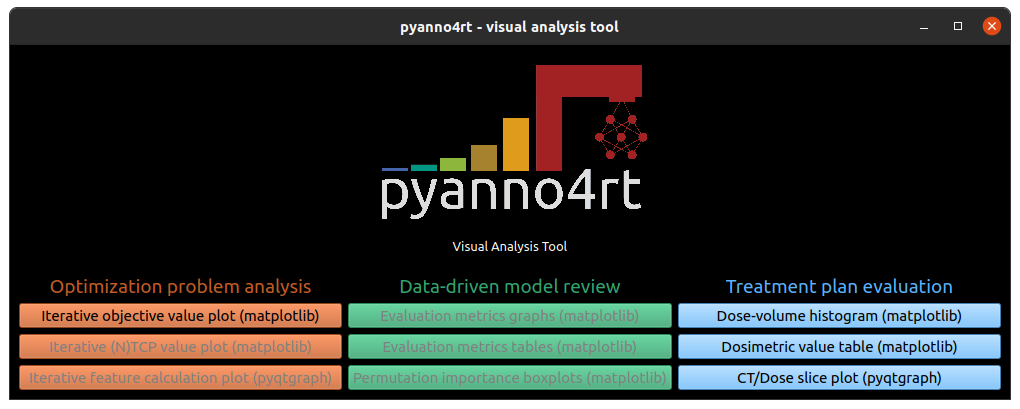 pyanno4rt - visual analysis tool
pyanno4rt
Visual Analysis Tool
Optimization problem analysis
Iterative objective value plot (matplotlib)
Iterative (N)TCP value plot (matplotlib)
Iterative feature calculation plot (pyqtgraph)
Data-driven model review
Evaluation metrics graphs (matplotlib)
Evaluation metrics tables (matplotlib)
Permutation importance boxplots (matplotlib)
Treatment plan evaluation
Dose-volume histogram (matplotlib)
Dosimetric value table (matplotlib)
CT/Dose slice plot (pyqtgraph)